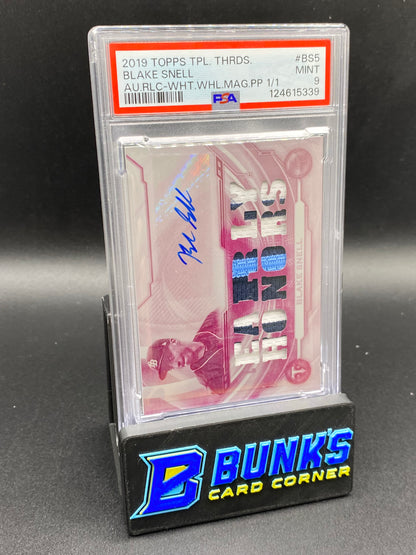 2019 TOPPS TPL. THRDS. #BS5
BLAKE SNELL MINT
AU.RLC-WHT.WHL.MAG.PP 1/1 9
PSA 124615339
BLAKE SNELL
HONORS
BUNK'S
CARD CORNER